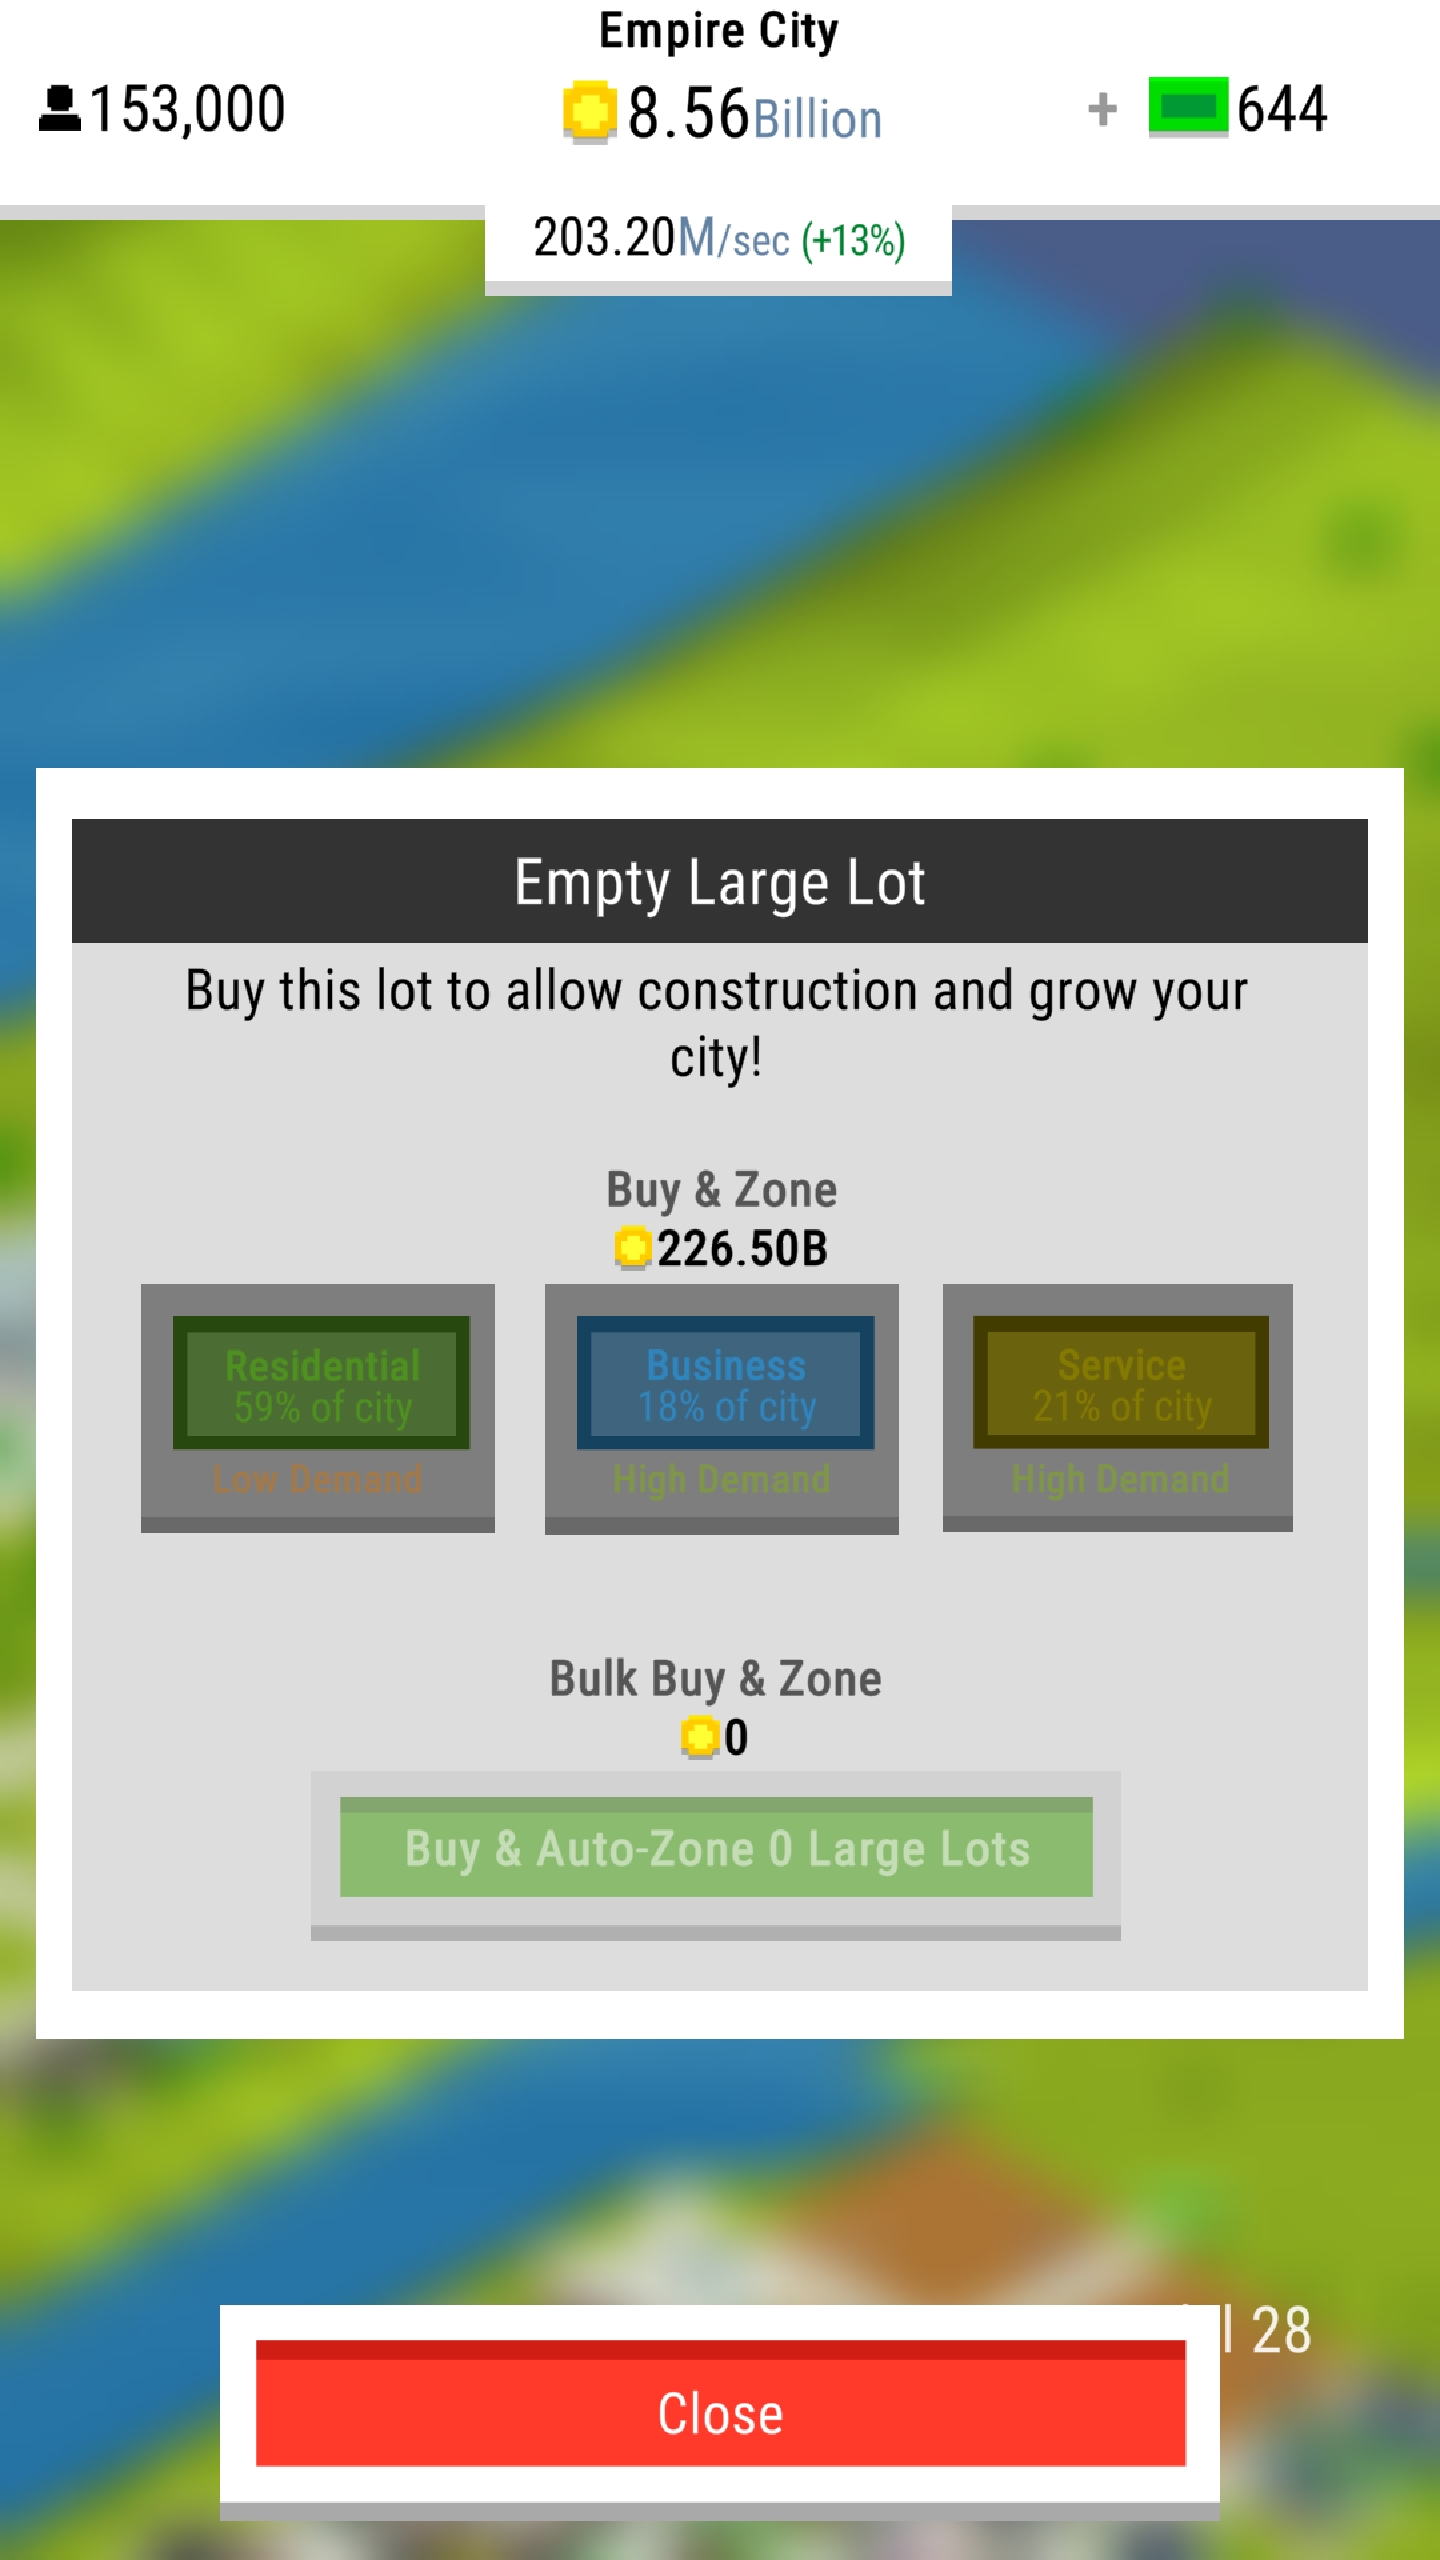 Empire City
153,000
8.56Billion
+ 644
203.20M/sec (+13%)
Empty Large Lot
Buy this lot to allow construction and grow your
city!
Buy & Zone
226.50B
Residential
59% of city
Low Demand
Business
18% of city
High Demand
Service
21% of city
High Demand
Bulk Buy & Zone
0
Buy & Auto-Zone 0 Large Lots
28
Close